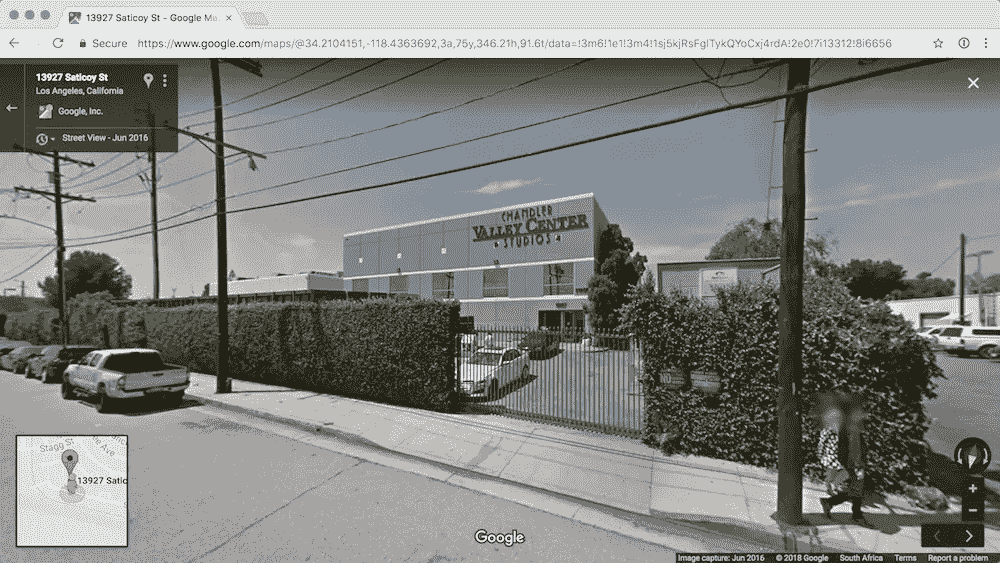 13927 Saticoy St - Google Ma
Secure
https://www.google.com/maps/@34.2104151,-118.4363692,3a,75y,346.21h,91.6t/data=!3m6!1e1!3m4!1sj5kjRsFglTykQYoCxj4rdA!2e0!7i13312!8i6656
13927 Saticoy St
Los Angeles, California
Google, Inc.
Street View - Jun 2016
CHANDLER
VALLEY CENTER
STUDIOS
Stagg St
Ave
13927 Satic
Google
Image capture: Jun 2016 © 2018 Google South Africa Terms Report a problem